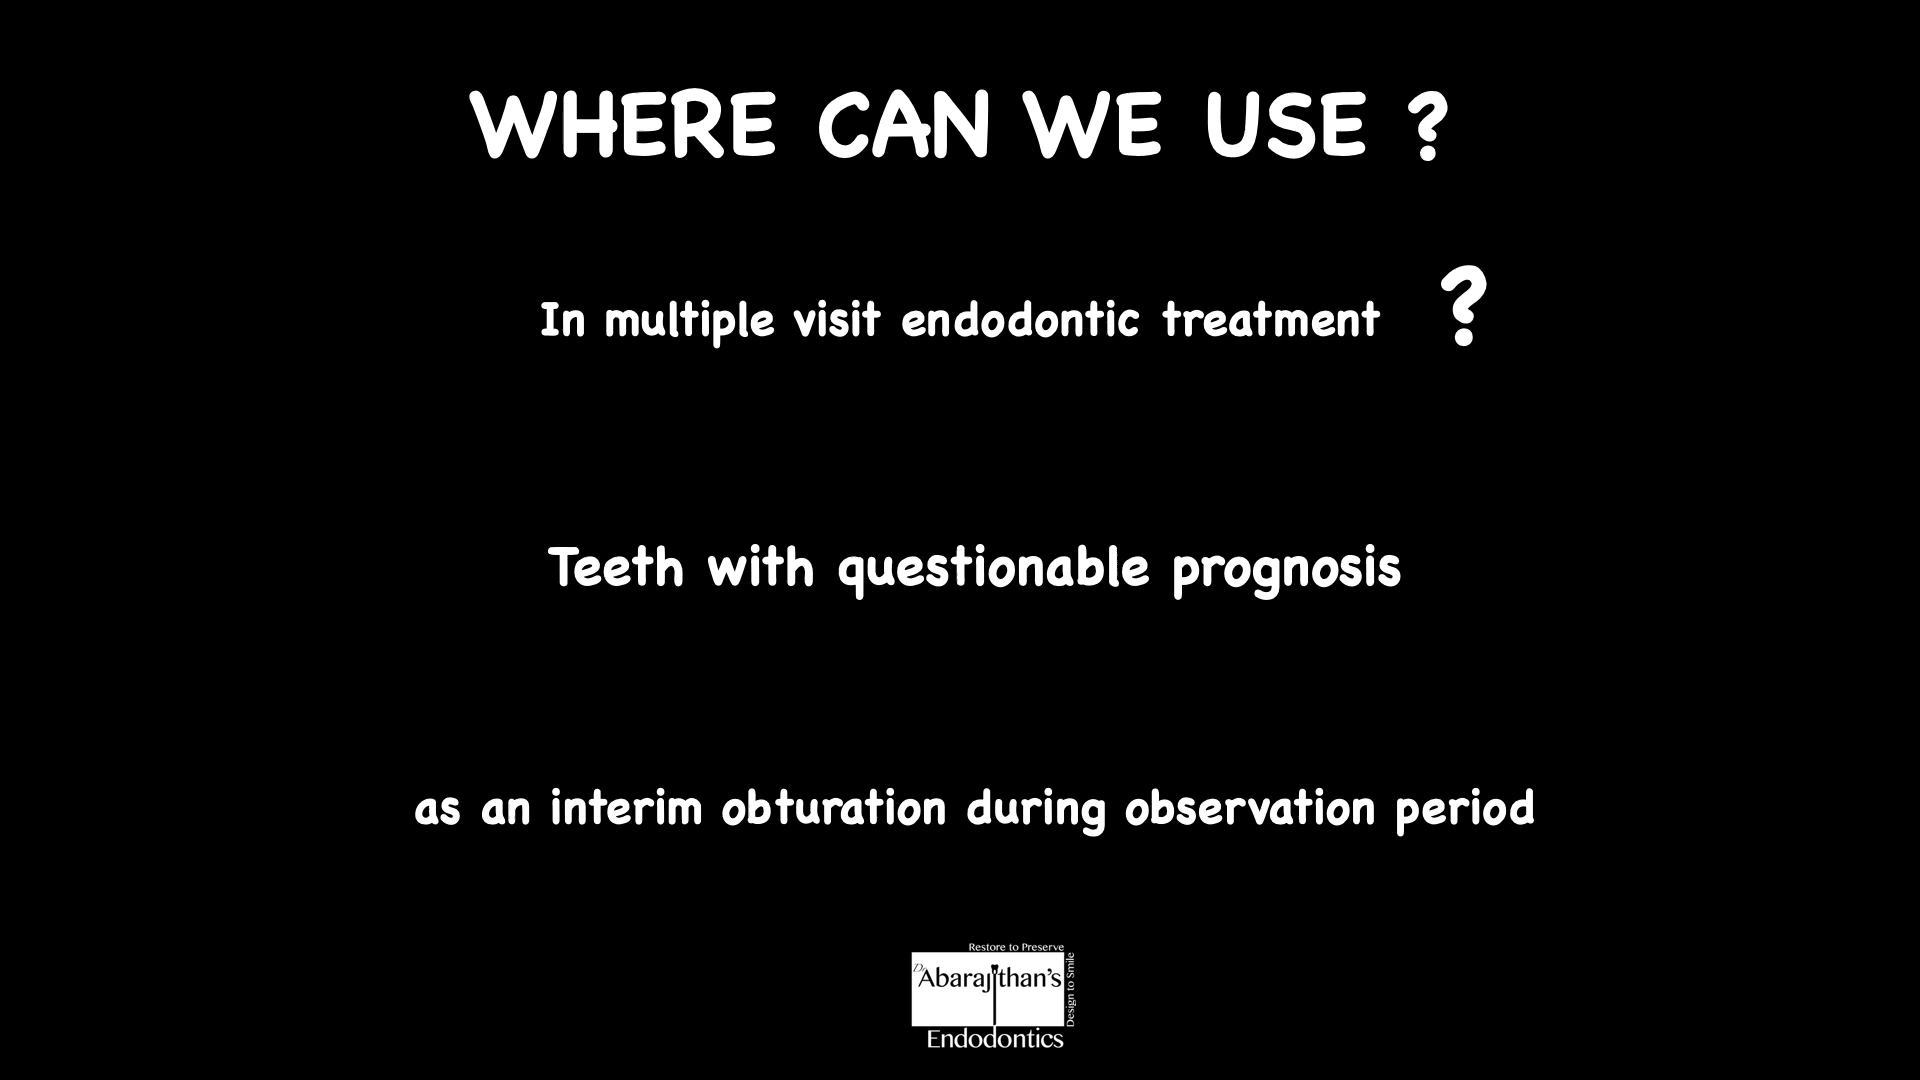 WHERE CAN WE USE ?
In multiple visit endodontic treatment ?
Teeth with questionable prognosis
as an interim obturation during observation period
Restore to Preserve
Dr
Abarajithan's
Design to Smile
Endodontics